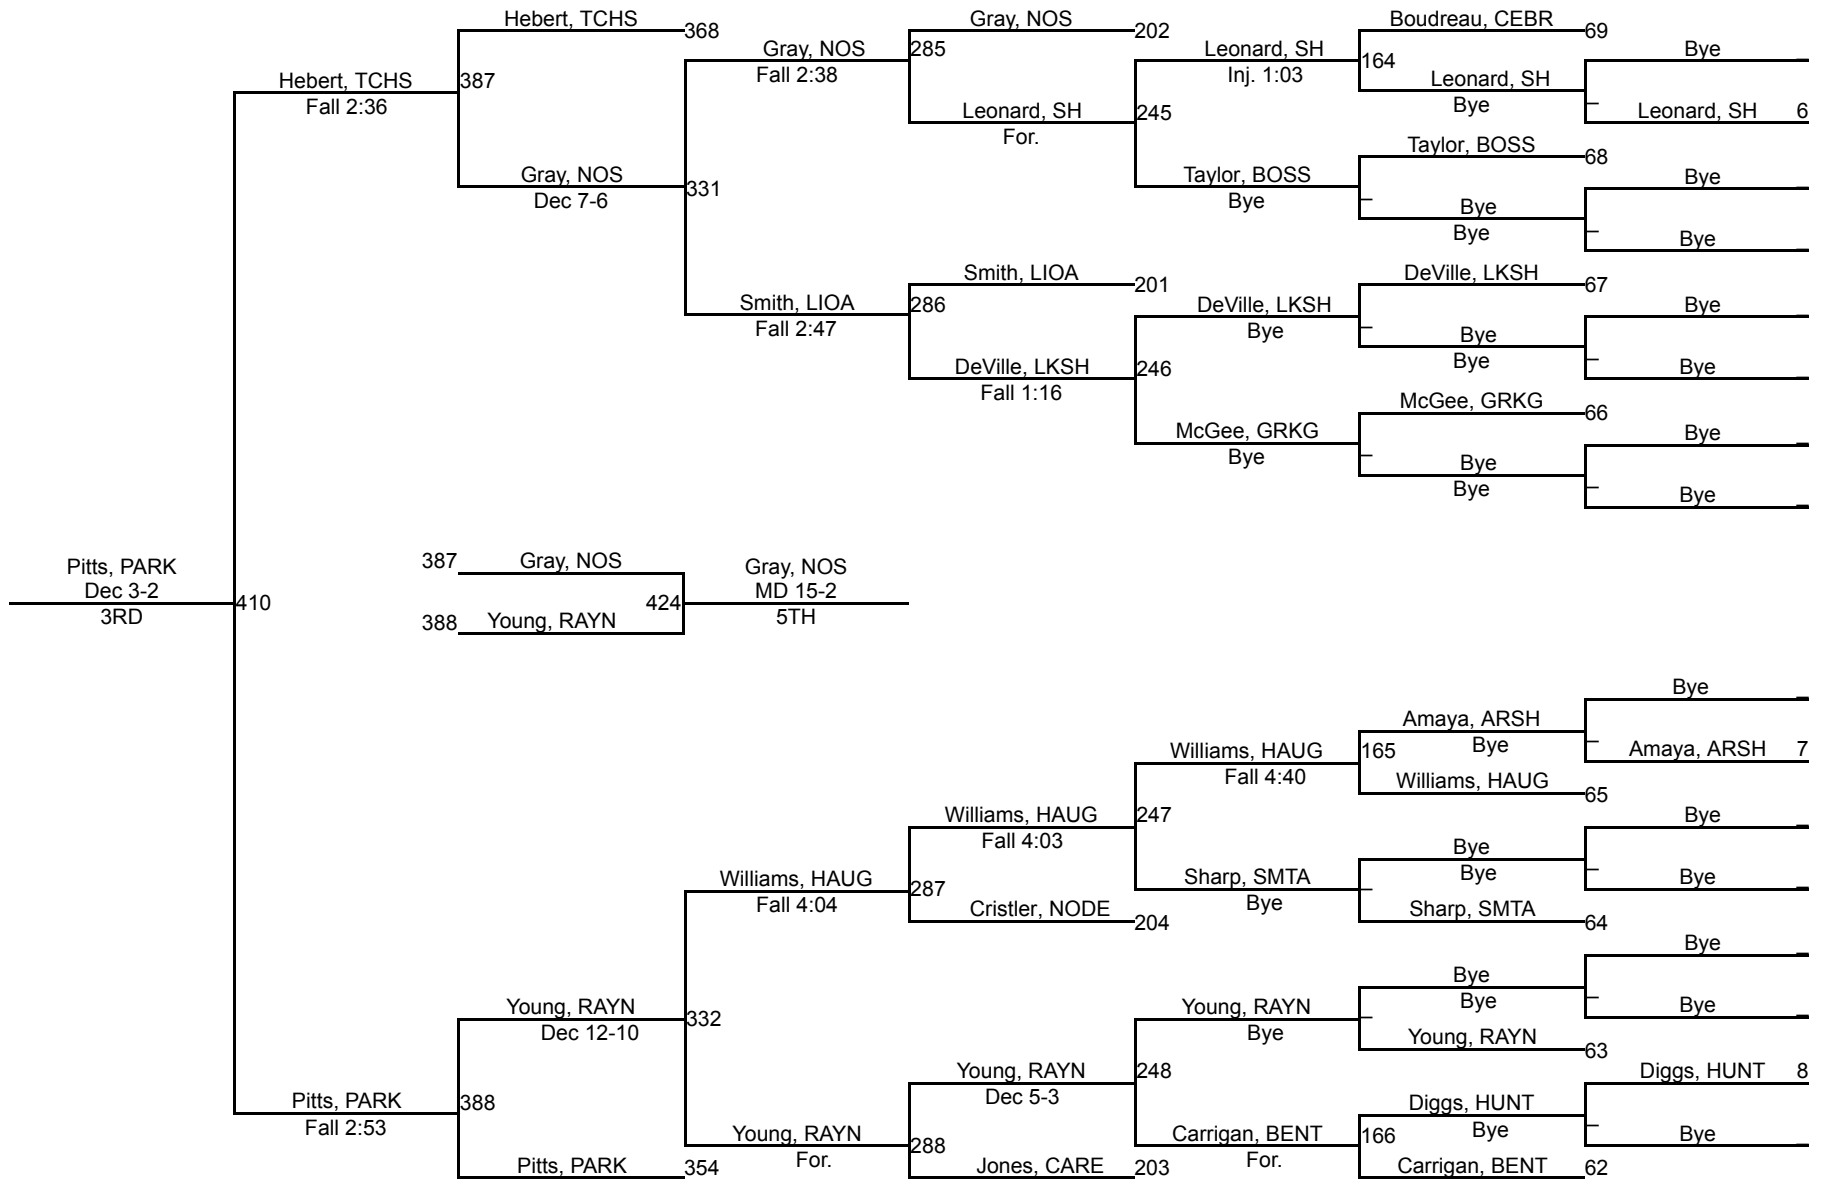 Hebert, TCHS
368
Gray, NOS
202
Boudreau, CEBR
69
Bye
_
Gray, NOS
Fall 2:38
285
Leonard, SH
Inj. 1:03
164
Leonard, SH
Bye
_
Leonard, SH 6
Hebert, TCHS
Fall 2:36
387
Leonard, SH
For.
245
Taylor, BOSS
68
Bye
_
Gray, NOS
Dec 7-6
331
Taylor, BOSS
Bye
_
Bye
Bye
_
Bye
_
Smith, LIOA
201
DeVille, LKSH
67
Bye
_
Smith, LIOA
Fall 2:47
286
DeVille, LKSH
Bye
_
Bye
Bye
_
Bye
_
DeVille, LKSH
Fall 1:16
246
McGee, GRKG
66
Bye
_
McGee, GRKG
Bye
_
Bye
Bye
_
Bye
_
Pitts, PARK
Dec 3-2
3RD
410
387
Gray, NOS
388
Young, RAYN
424
Gray, NOS
MD 15-2
5TH
Bye
_
Amaya, ARSH
Bye
_
Amaya, ARSH 7
Williams, HAUG
Fall 4:40
165
Williams, HAUG
65
Williams, HAUG
Fall 4:03
247
Bye
_
Bye
Bye
_
Bye
_
Williams, HAUG
Fall 4:04
287
Sharp, SMTA
Bye
_
Sharp, SMTA
64
Cristler, NODE
204
Bye
_
Bye
Bye
_
Bye
_
Young, RAYN
Dec 12-10
332
Young, RAYN
Bye
_
Young, RAYN
63
Young, RAYN
Dec 5-3
248
Diggs, HUNT 8
Pitts, PARK
Fall 2:53
388
Diggs, HUNT
Bye
_
Bye
_
Young, RAYN
For.
288
Carrigan, BENT
For.
166
Pitts, PARK
354
Jones, CARE
203
Carrigan, BENT
62